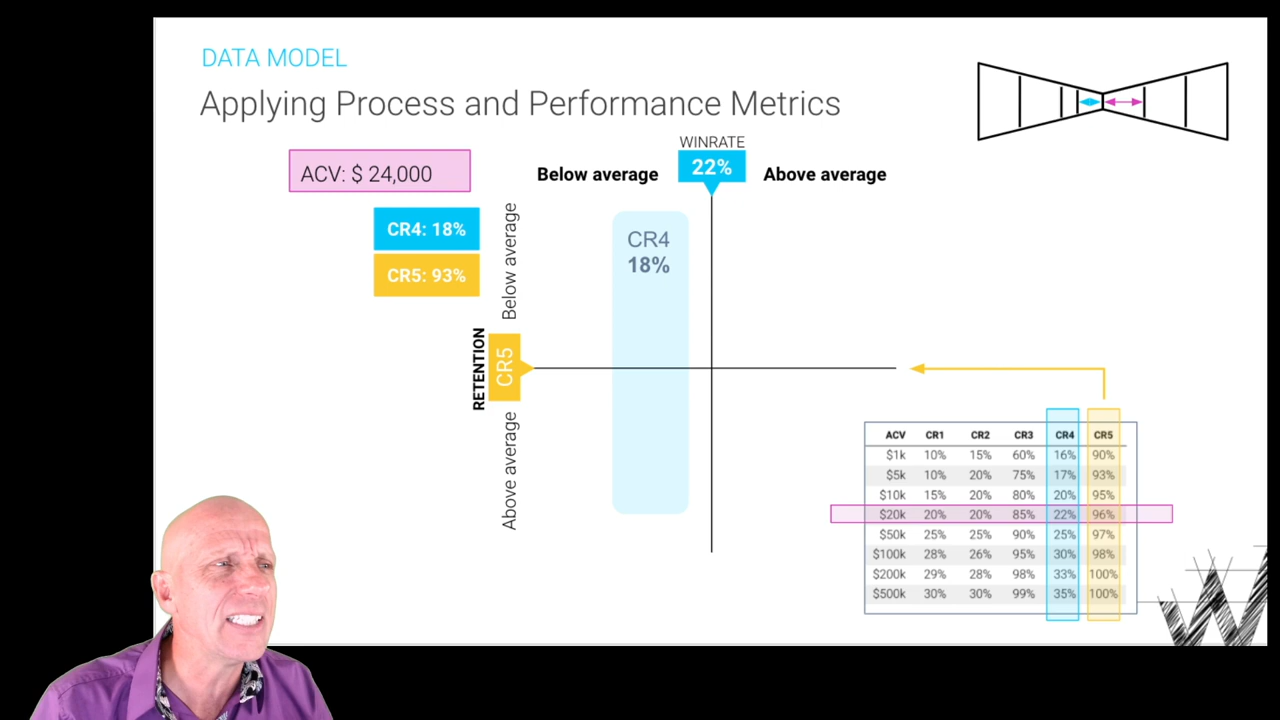 DATA MODEL
Applying Process and Performance Metrics
WINRATE
22%
Below average
Above average
ACV: $ 24,000
CR4: 18%
CR5: 93%
Below average
RETENTION
CR5
Above average
CR4
18%
ACV CR1 CR2 CR3 CR4 CR5
$1k 10% 15% 60% 16% 90%
$5k 10% 20% 75% 17% 93%
$10k 15% 20% 80% 20% 95%
$20k 20% 20% 85% 22% 96%
$50k 25% 25% 90% 25% 97%
$100k 28% 26% 95% 30% 98%
$200k 29% 28% 98% 33% 100%
$500k 30% 30% 99% 35% 100%
W